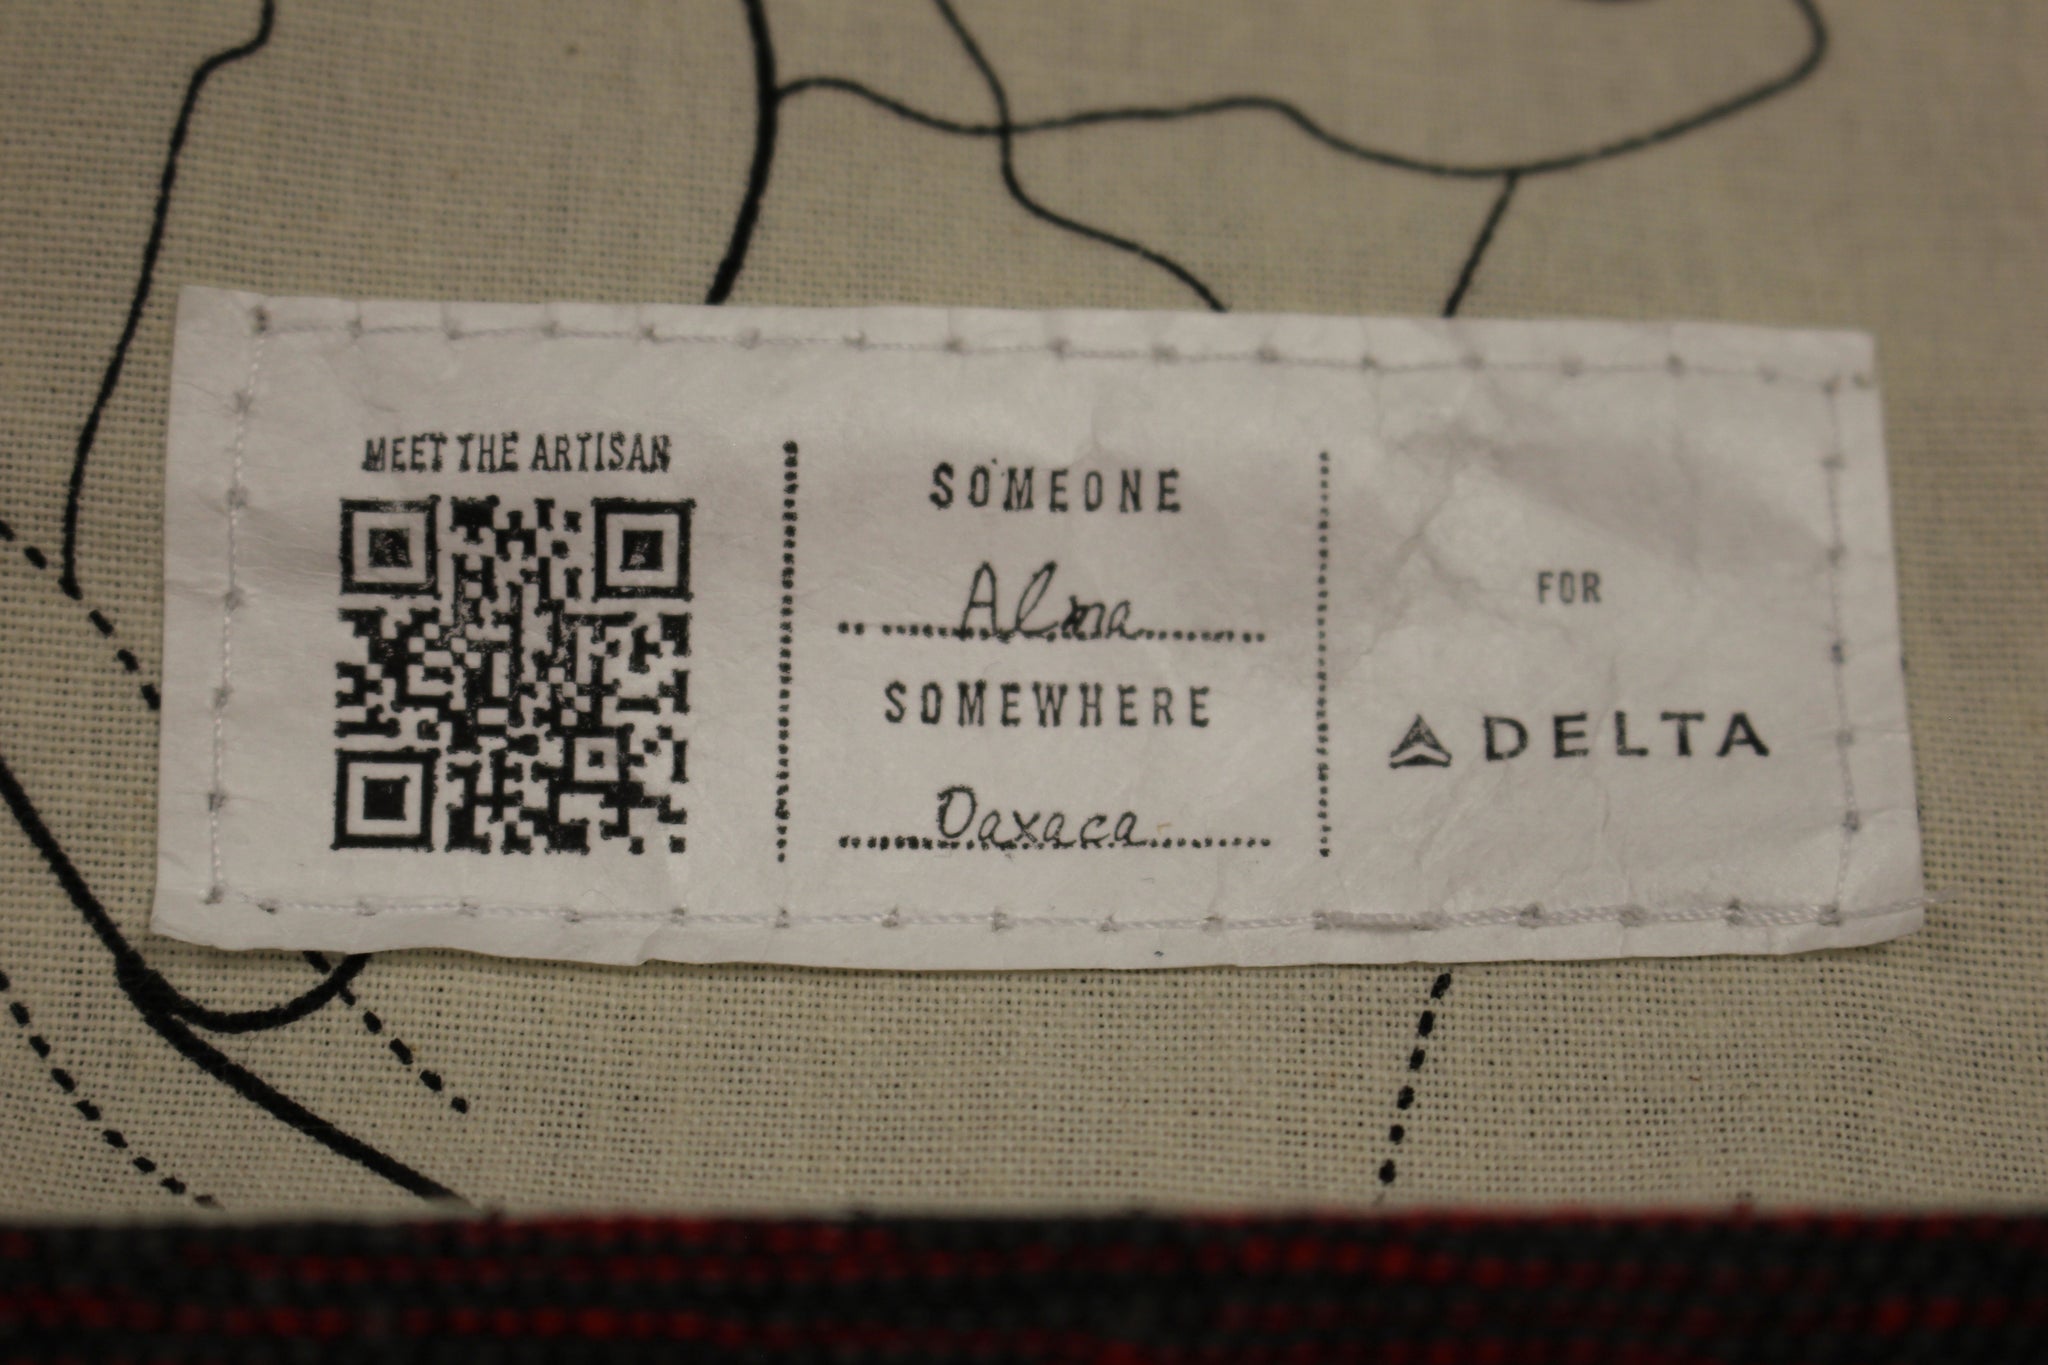 MEET THE ARTISAN
SOMEONE
Alma
SOMEWHERE
Oaxaca
FOR
DELTA